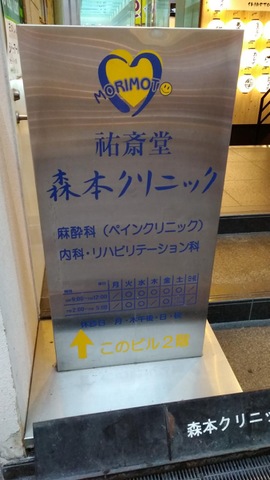 MORIMOTO
祐斎堂
森本クリニック
麻酔科（ペインクリニック）
内科・リハビリテーション科
月 火 水 木 金 土
このビル2階
森本クリニッ